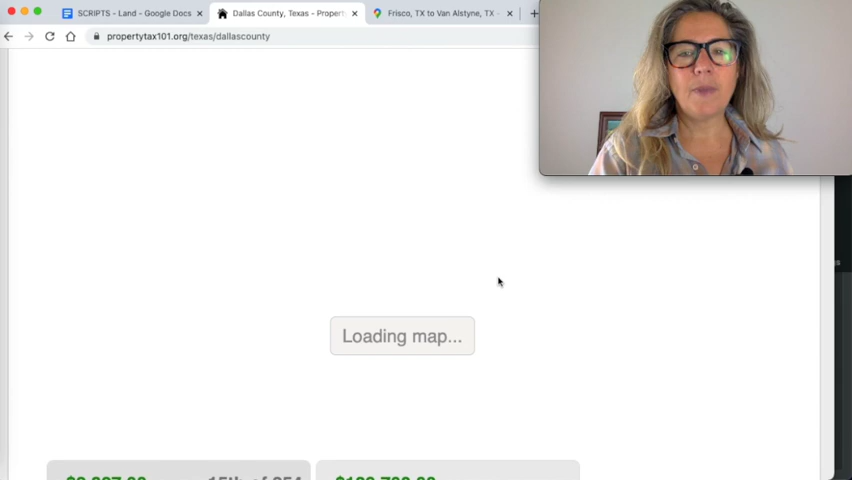 SCRIPTS - Land - Google Docs
Dallas County, Texas - Propert
Frisco, TX to Van Alstyne, TX -
propertytax101.org/texas/dallascounty
Loading map...